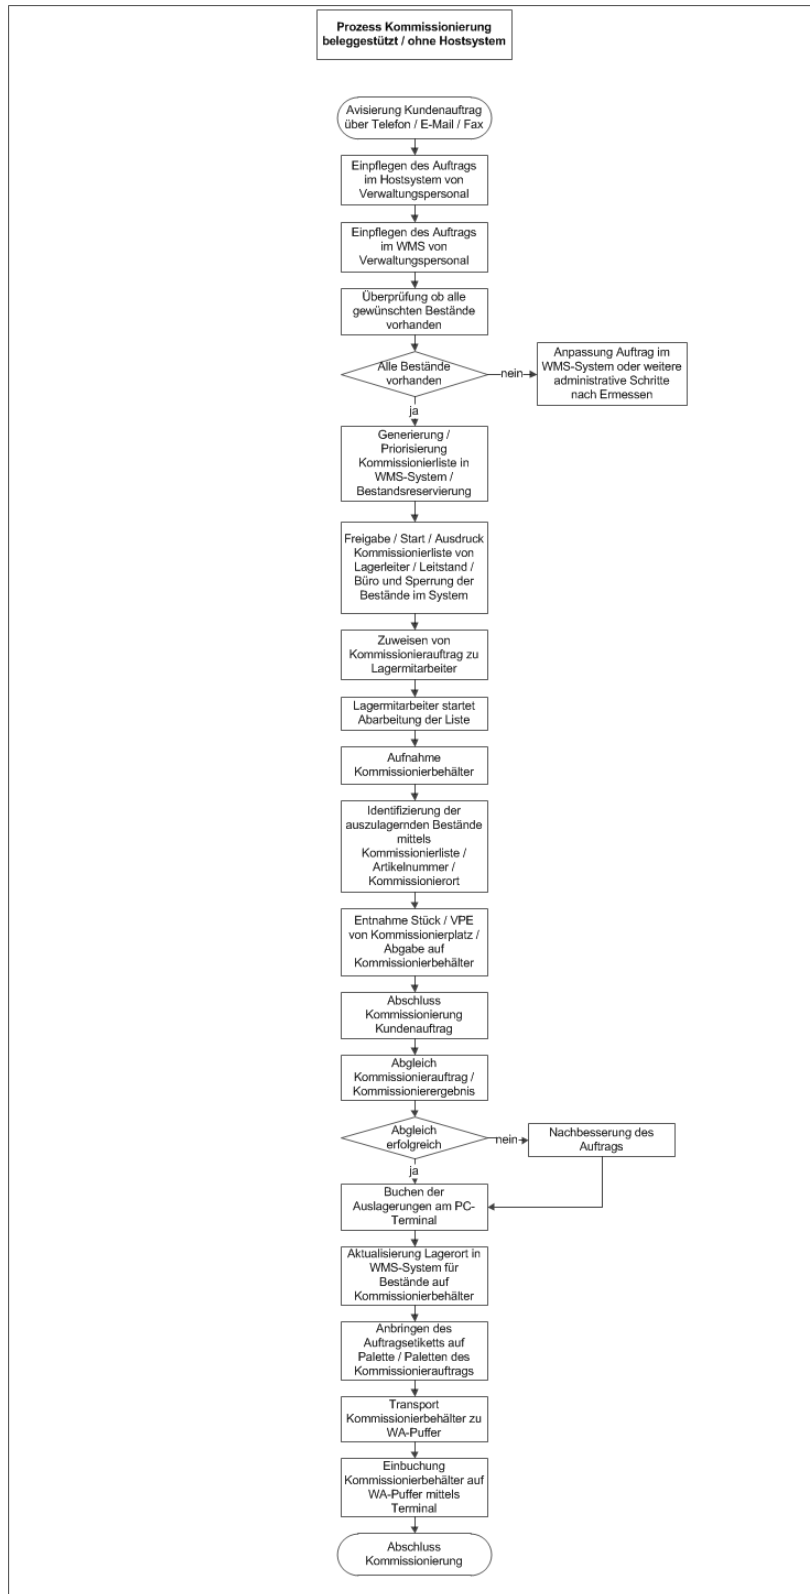 Prozess Kommissionierung
beleggestützt / ohne Hostsystem
Avisierung Kundenauftrag
über Telefon / E-Mail / Fax
Einpflegen des Auftrags
im Hostsystem von
Verwaltungspersonal
Einpflegen des Auftrags
im WMS von
Verwaltungspersonal
Überprüfung ob alle
gewünschten Bestände
vorhanden
Alle Bestände
vorhanden
nein
Anpassung Auftrag im
WMS-System oder weitere
administrative Schritte
nach Ermessen
ja
Generierung /
Priorisierung
Kommissionierliste in
WMS-System /
Bestandsreservierung
Freigabe / Start / Ausdruck
Kommissionierliste von
Lagerleiter / Leitstand /
Büro und Sperrung der
Bestände im System
Zuweisen von
Kommissionierauftrag zu
Lagermitarbeiter
Lagermitarbeiter startet
Abarbeitung der Liste
Aufnahme
Kommissionierbehälter
Identifizierung der
auszulagernden Bestände
mittels
Kommissionierliste /
Artikelnummer /
Kommissionierort
Entnahme Stück / VPE
von Kommissionierplatz /
Abgabe auf
Kommissionierbehälter
Abschluss
Kommissionierung
Kundenauftrag
Abgleich
Kommissionierauftrag /
Kommissionierergebnis
Abgleich
erfolgreich
nein
Nachbesserung des
Auftrags
ja
Buchen der
Auslagerungen am PC-
Terminal
Aktualisierung Lagerort in
WMS-System für
Bestände auf
Kommissionierbehälter
Anbringen des
Auftragsetiketts auf
Palette / Paletten des
Kommissionierauftrags
Transport
Kommissionierbehälter zu
WA-Puffer
Einbuchung
Kommissionierbehälter auf
WA-Puffer mittels
Terminal
Abschluss
Kommissionierung